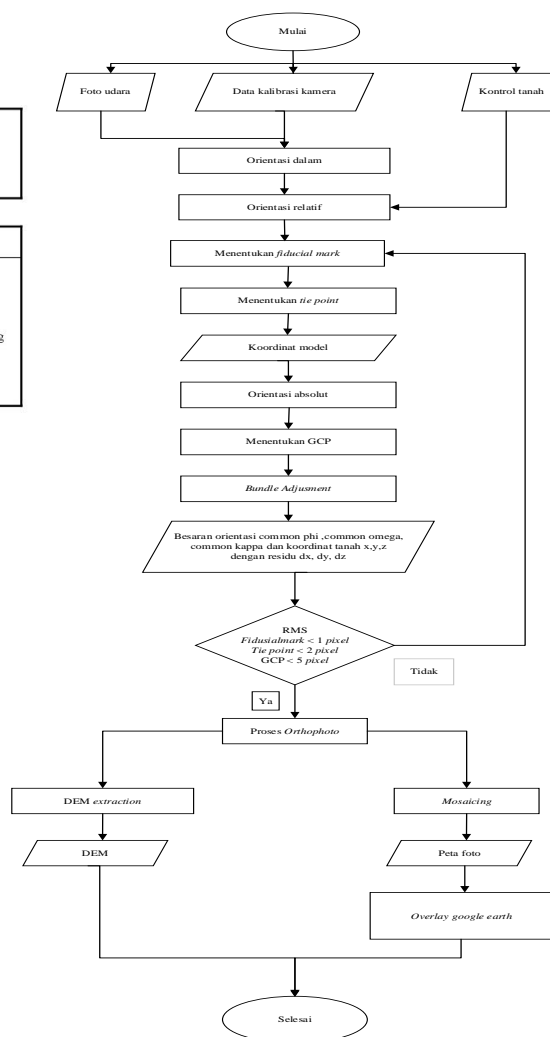 Mulai
Foto udara
Data kalibrasi kamera
Kontrol tanah
Orientasi dalam
Orientasi relatif
Menentukan fiducial mark
Menentukan tie point
Koordinat model
Orientasi absolut
Menentukan GCP
Bundle Adjusment
Besaran orientasi common phi ,common omega,
common kappa dan koordinat tanah x,y,z
dengan residu dx, dy, dz
RMS
Fidusialmark < 1 pixel
Tie point < 2 pixel
GCP < 5 pixel
Tidak
Ya
Proses Orthophoto
DEM extraction
Mosaicing
DEM
Peta foto
Overlay google earth
Selesai